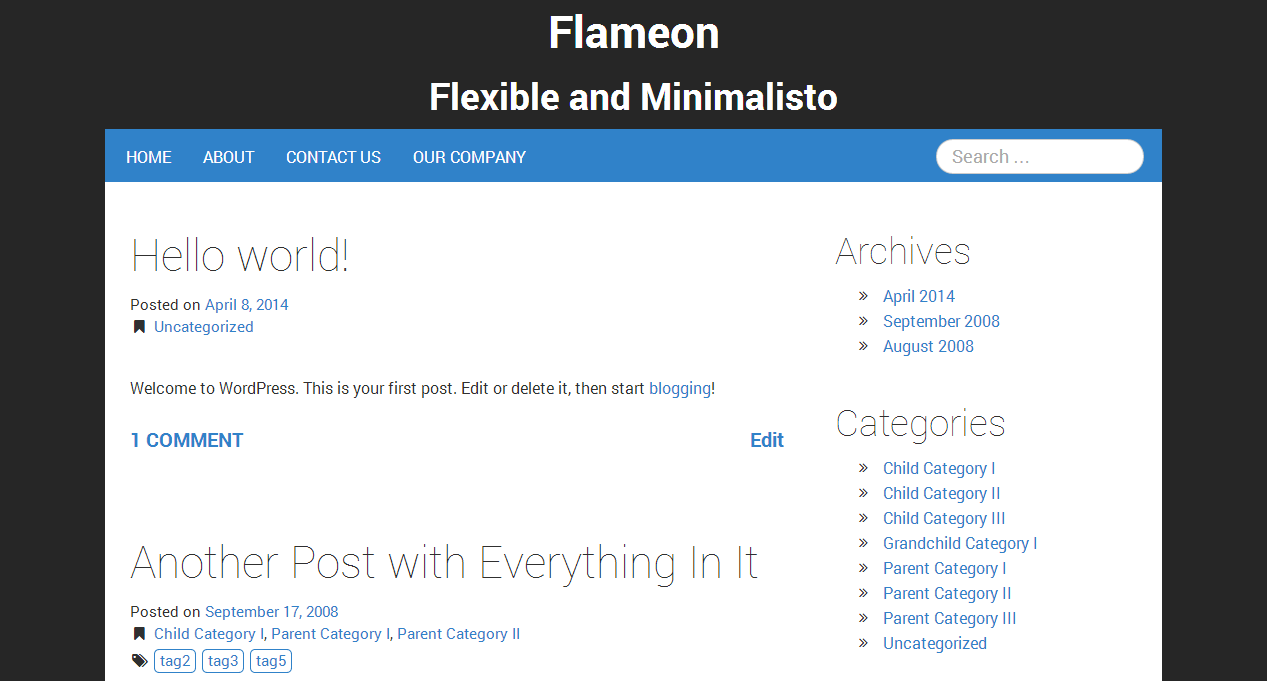 Flameon
Flexible and Minimalisto
HOME ABOUT CONTACT US OUR COMPANY Search ...
Hello world!
Posted on April 8, 2014
Uncategorized
Welcome to WordPress. This is your first post. Edit or delete it, then start blogging!
1 COMMENT Edit
Another Post with Everything In It
Posted on September 17, 2008
Child Category I, Parent Category I, Parent Category II
tag2 tag3 tag5
Archives
» April 2014
» September 2008
» August 2008
Categories
» Child Category I
» Child Category II
» Child Category III
» Grandchild Category I
» Parent Category I
» Parent Category II
» Parent Category III
» Uncategorized